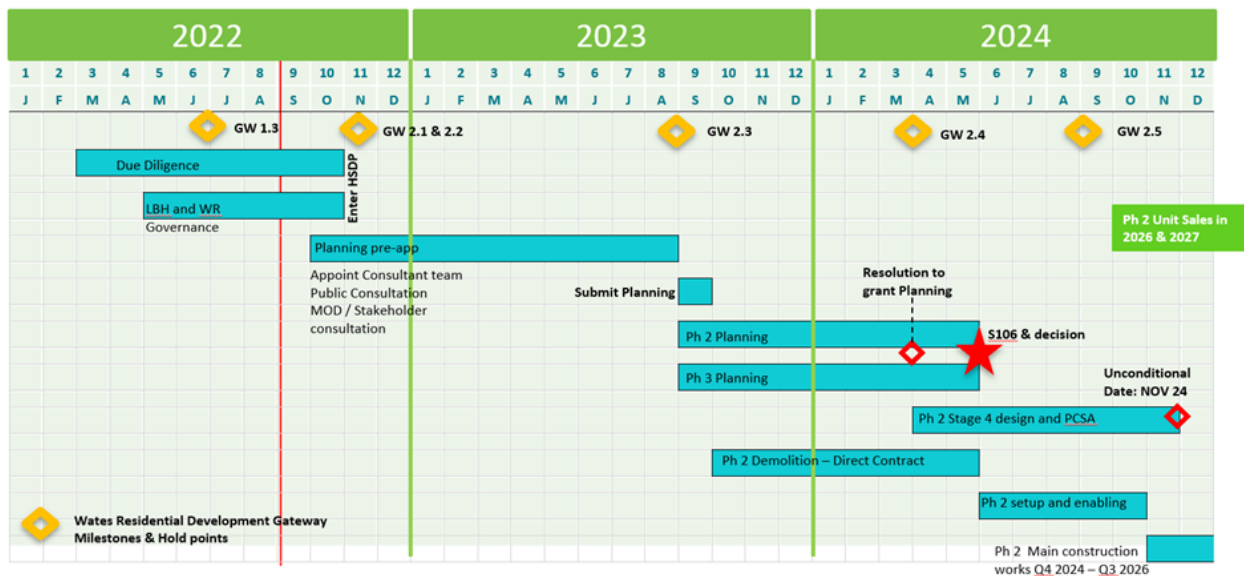 2022 2023 2024
1 2 3 4 5 6 7 8 9 10 11 12 1 2 3 4 5 6 7 8 9 10 11 12 1 2 3 4 5 6 7 8 9 10 11 12
J F M A M J J A S O N D J F M A M J J A S O N D J F M A M J J A S O N D
GW 1.3
GW 2.1 & 2.2
GW 2.3
GW 2.4
GW 2.5
Due Diligence
Enter HSDP
LBH and WR
Governance
Ph 2 Unit Sales in
2026 & 2027
Planning pre-app
Appoint Consultant team
Public Consultation
MOD / Stakeholder
consultation
Submit Planning
Resolution to
grant Planning
Ph 2 Planning
S106 & decision
Ph 3 Planning
Unconditional
Date: NOV 24
Ph 2 Stage 4 design and PCSA
Ph 2 Demolition – Direct Contract
Ph 2 setup and enabling
Wates Residential Development Gateway
Milestones & Hold points
Ph 2 Main construction
works Q4 2024 – Q3 2026